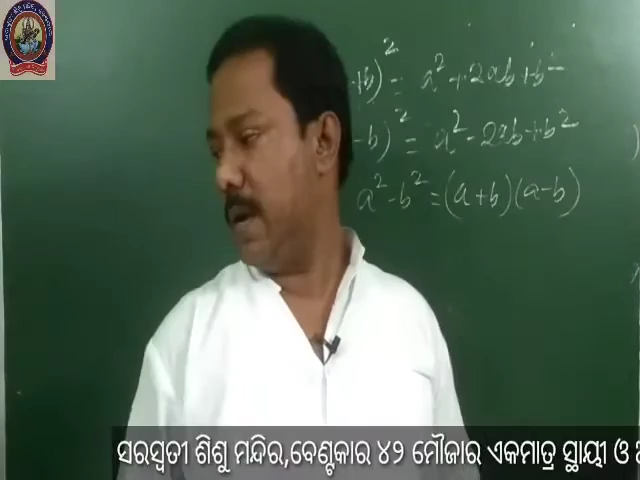 +b)² = a² + 2ab + b²
-b)² = a² - 2ab + b²
a² - b² = (a+b)(a-b)
ସରସ୍ୱତୀ ଶିଶୁ ମନ୍ଦିର,ବେଣ୍ଟକାର ୪୨ ମୌଜାର ଏକମାତ୍ର ସ୍ଥାୟୀ ଓ